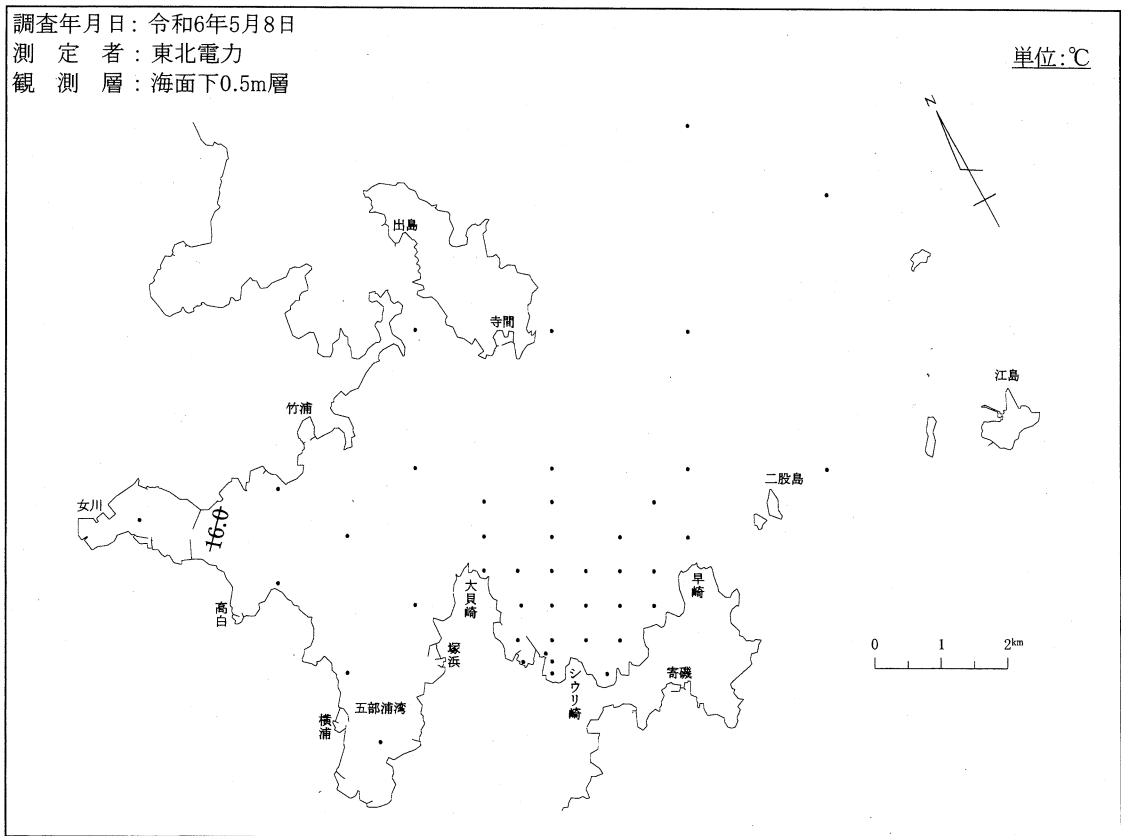 調査年月日：令和6年5月8日
測定者：東北電力
観測層：海面下0.5m層
単位：℃
N
出島
寺間
江島
竹浦
二股島
女川
16.0
高白
大貝崎
早崎
塚浜
シウリ崎
寄磯
横浦
五部浦湾
0 1 2km